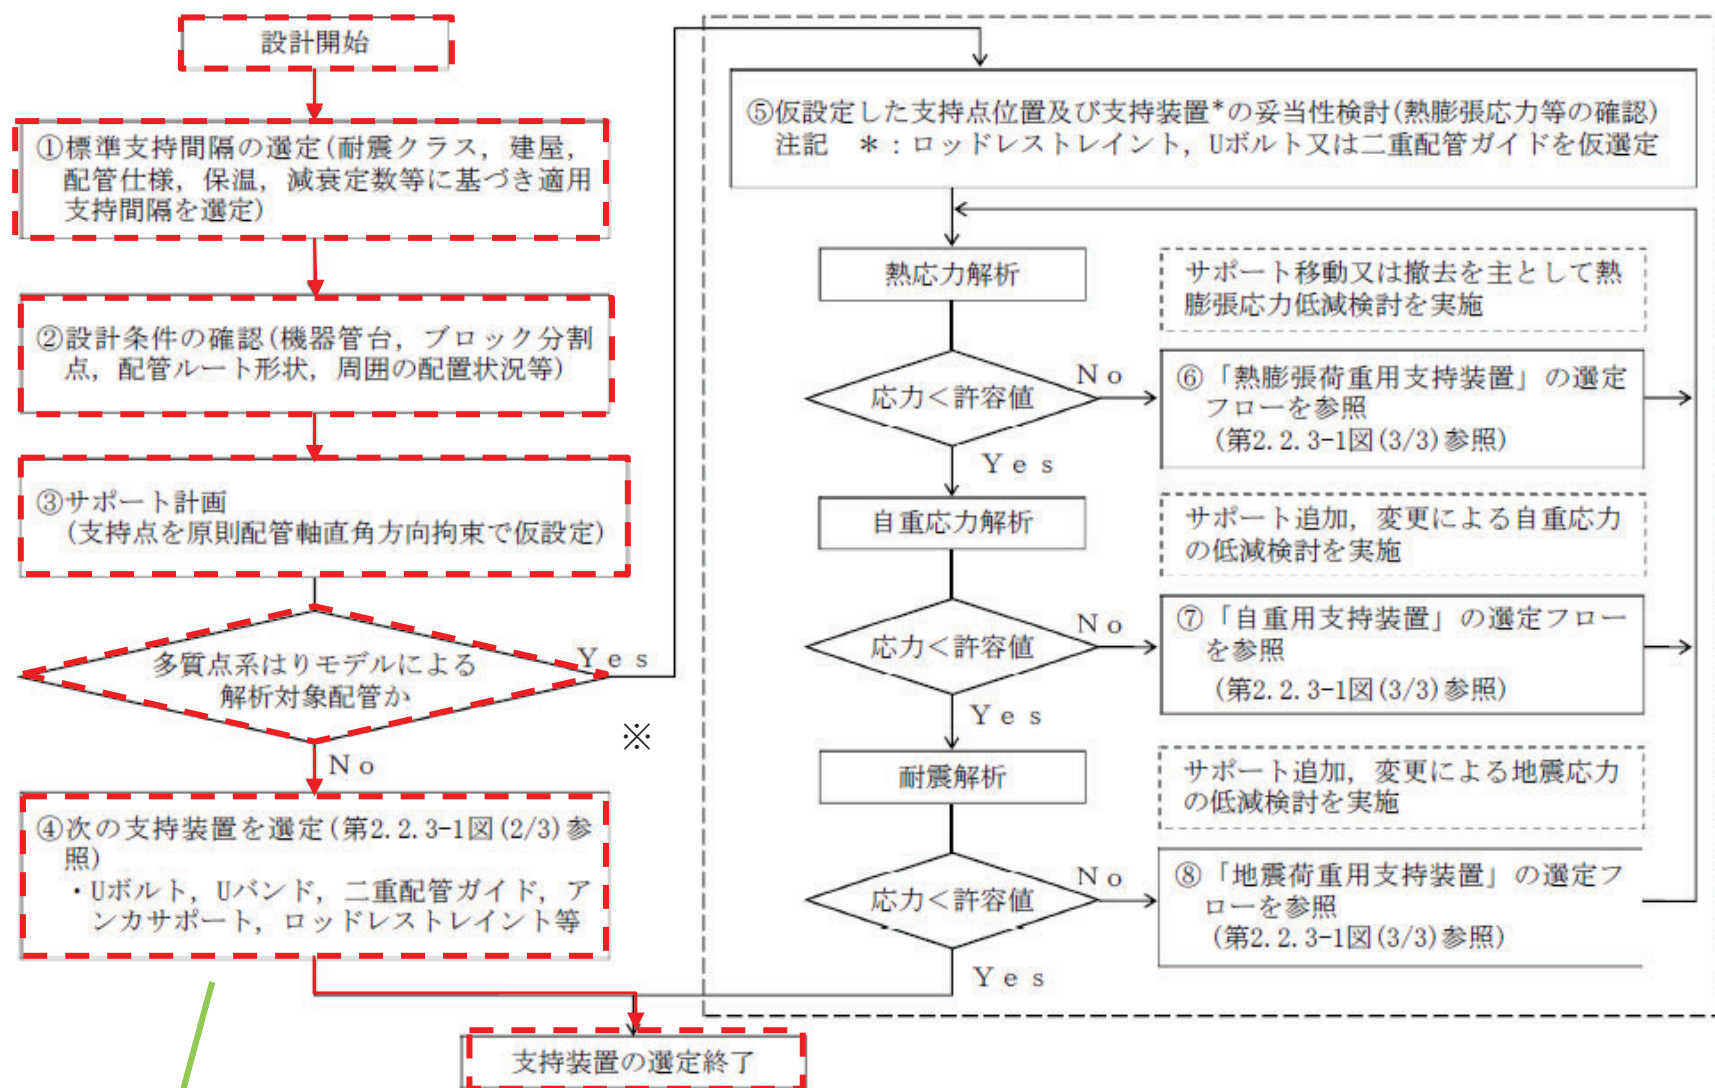 設計開始
①標準支持間隔の選定(耐震クラス，建屋，
配管仕様，保温，減衰定数等に基づき適用
支持間隔を選定)
②設計条件の確認(機器管台，ブロック分割
点，配管ルート形状，周囲の配置状況等)
③サポート計画
(支持点を原則配管軸直角方向拘束で仮設定)
多質点系はりモデルによる
解析対象配管か
Yes
※
No
④次の支持装置を選定(第2.2.3-1図(2/3)参
照)
・Uボルト，Uバンド，二重配管ガイド，ア
ンカサポート，ロッドレストレイント等
⑤仮設定した支持点位置及び支持装置*の妥当性検討(熱膨張応力等の確認)
注記　*：ロッドレストレイント，Uボルト又は二重配管ガイドを仮選定
熱応力解析
サポート移動又は撤去を主として熱
膨張応力低減検討を実施
応力＜許容値
No
⑥「熱膨張荷重用支持装置」の選定
フローを参照
(第2.2.3-1図(3/3)参照)
Yes
自重応力解析
サポート追加，変更による自重応力
の低減検討を実施
応力＜許容値
No
⑦「自重用支持装置」の選定フロー
を参照
(第2.2.3-1図(3/3)参照)
Yes
耐震解析
サポート追加，変更による地震応力
の低減検討を実施
応力＜許容値
No
⑧「地震荷重用支持装置」の選定フ
ローを参照
(第2.2.3-1図(3/3)参照)
Yes
支持装置の選定終了